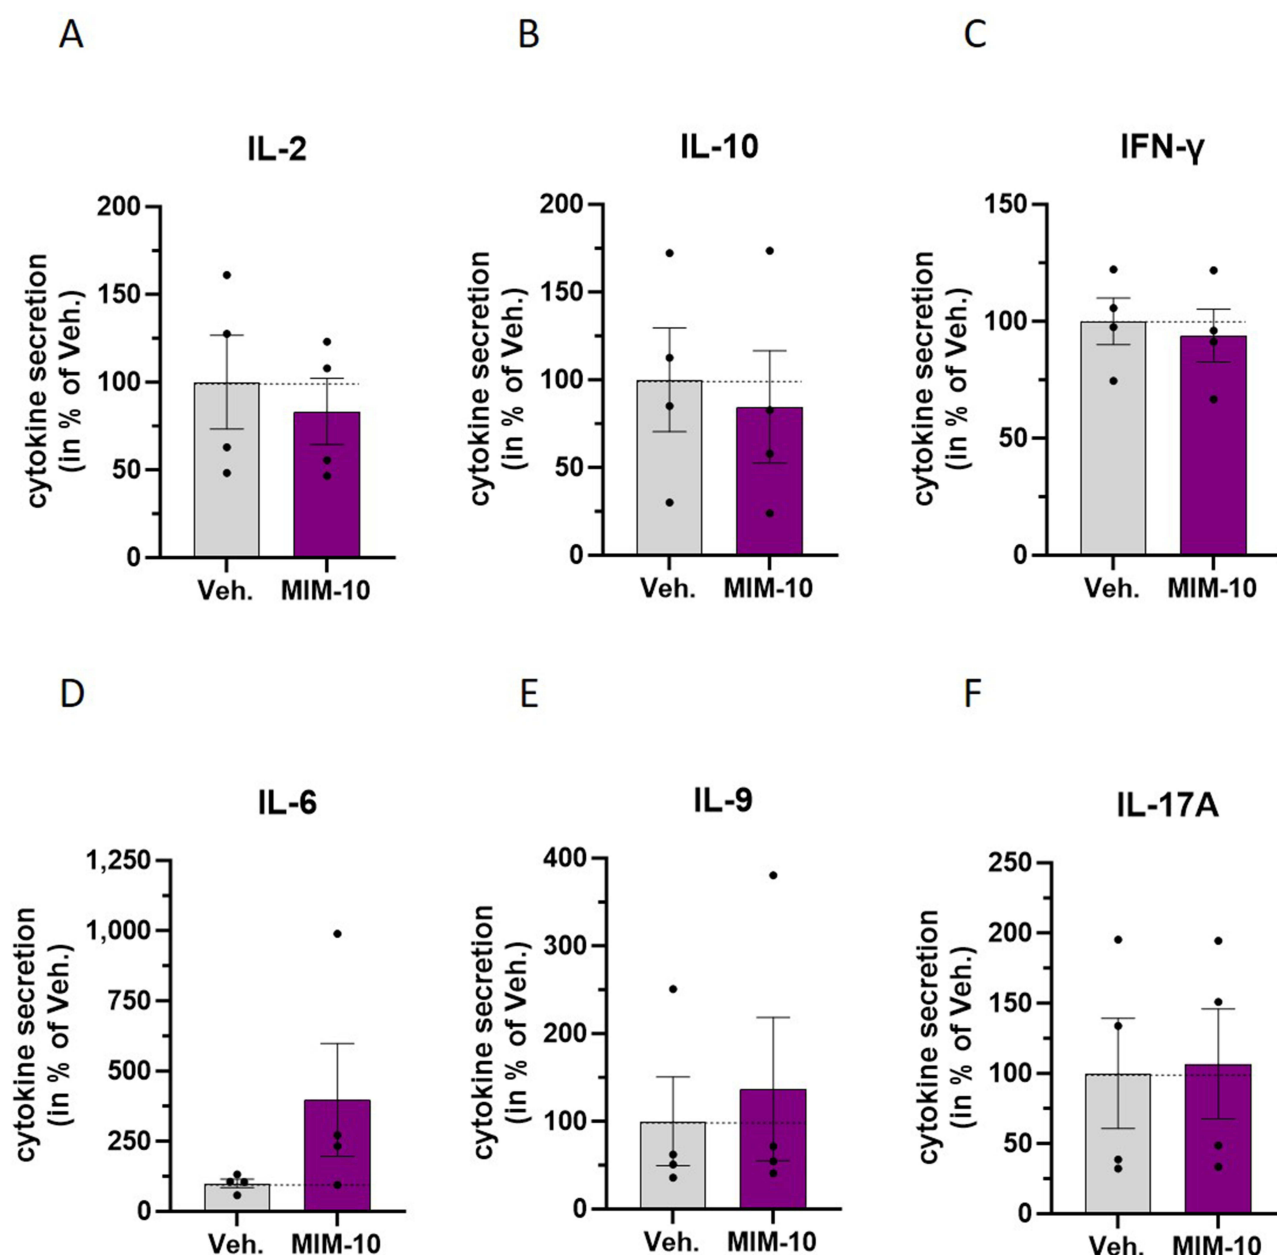 A
B
C
IL-2
IL-10
IFN-γ
cytokine secretion
(in % of Veh.)
200
150
100
50
0
Veh. MIM-10
cytokine secretion
(in % of Veh.)
200
150
100
50
0
Veh. MIM-10
cytokine secretion
(in % of Veh.)
150
100
50
0
Veh. MIM-10
D
E
F
IL-6
IL-9
IL-17A
cytokine secretion
(in % of Veh.)
1,250
1,000
750
500
250
0
Veh. MIM-10
cytokine secretion
(in % of Veh.)
400
300
200
100
0
Veh. MIM-10
cytokine secretion
(in % of Veh.)
250
200
150
100
50
0
Veh. MIM-10